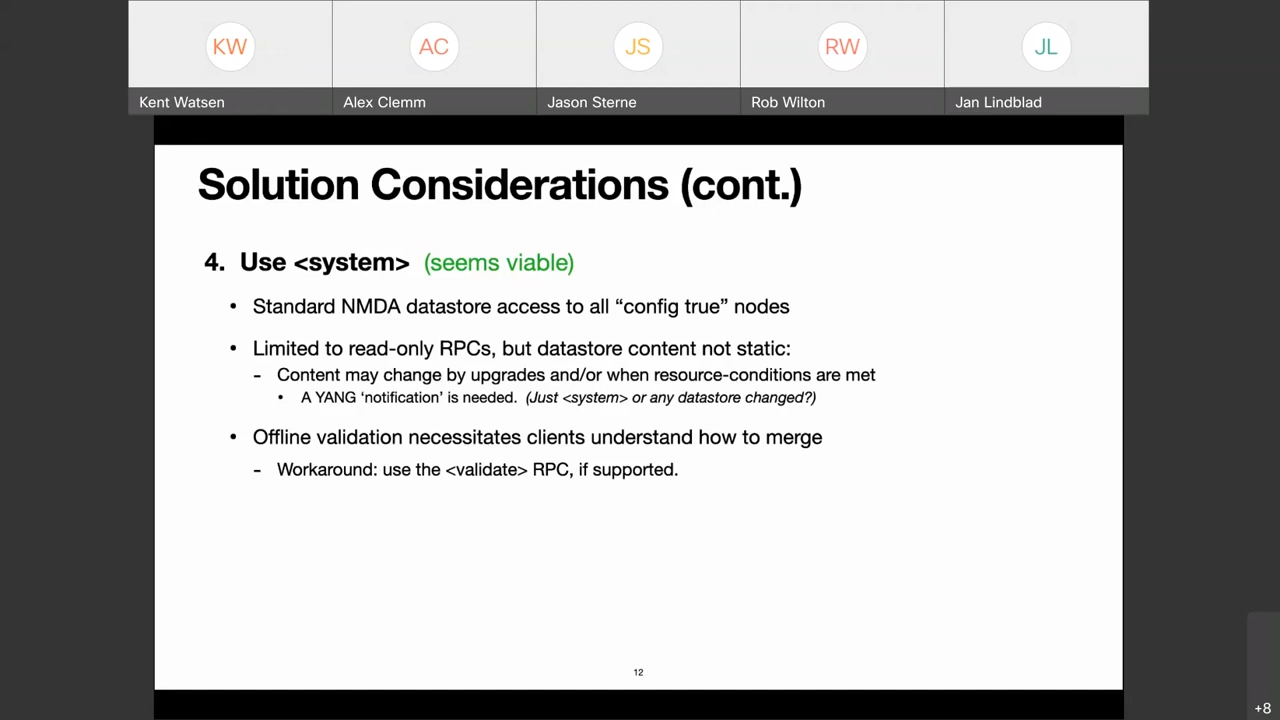 KW
AC
JS
RW
JL
Kent Watsen
Alex Clemm
Jason Sterne
Rob Wilton
Jan Lindblad
Solution Considerations (cont.)
4. Use <system> (seems viable)
• Standard NMDA datastore access to all “config true” nodes
• Limited to read-only RPCs, but datastore content not static:
- Content may change by upgrades and/or when resource-conditions are met
• A YANG ‘notification’ is needed. (Just <system> or any datastore changed?)
• Offline validation necessitates clients understand how to merge
- Workaround: use the <validate> RPC, if supported.
12
+8